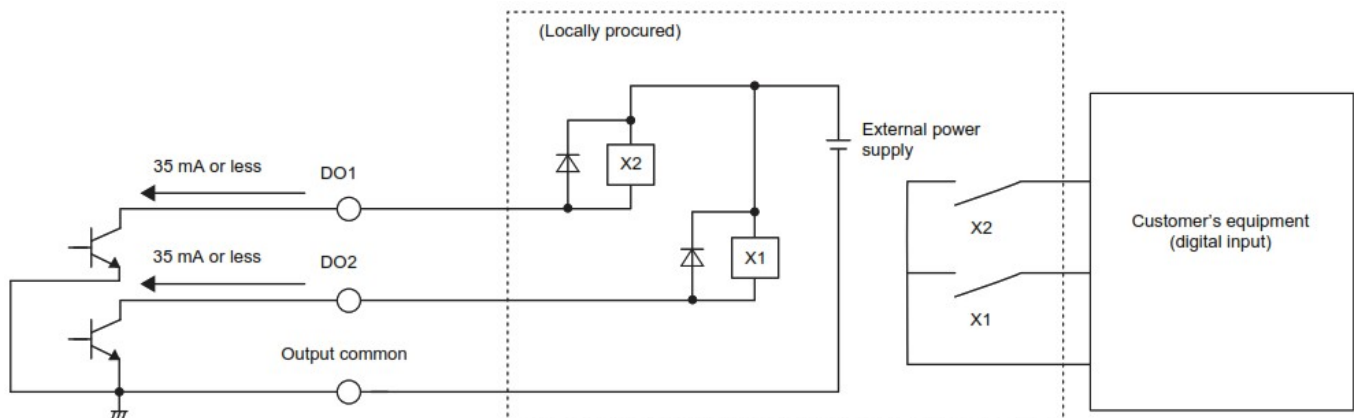 (Locally procured)
External power
supply
35 mA or less
DO1
X2
X2
Customer's equipment
(digital input)
35 mA or less
DO2
X1
X1
Output common